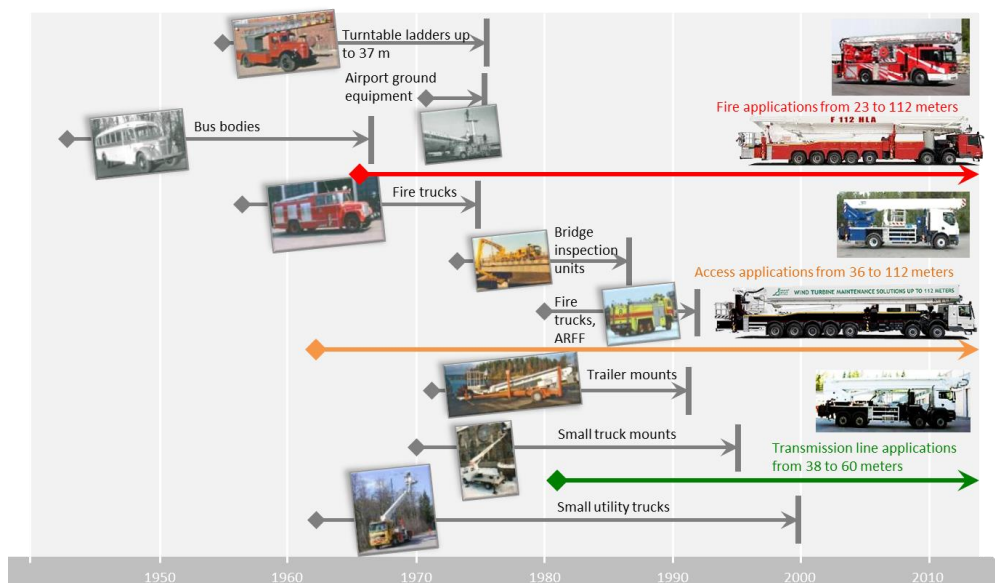 Turntable ladders up
to 37 m
Airport ground
equipment
Fire applications from 23 to 112 meters
F 112 HLA
Bus bodies
Fire trucks
Bridge
inspection
units
Access applications from 36 to 112 meters
WIND TURBINE MAINTENANCE SOLUTIONS UP TO 112 METERS
Fire
trucks,
ARFF
Trailer mounts
Small truck mounts
Transmission line applications
from 38 to 60 meters
Small utility trucks
1950
1960
1970
1980
1990
2000
2010